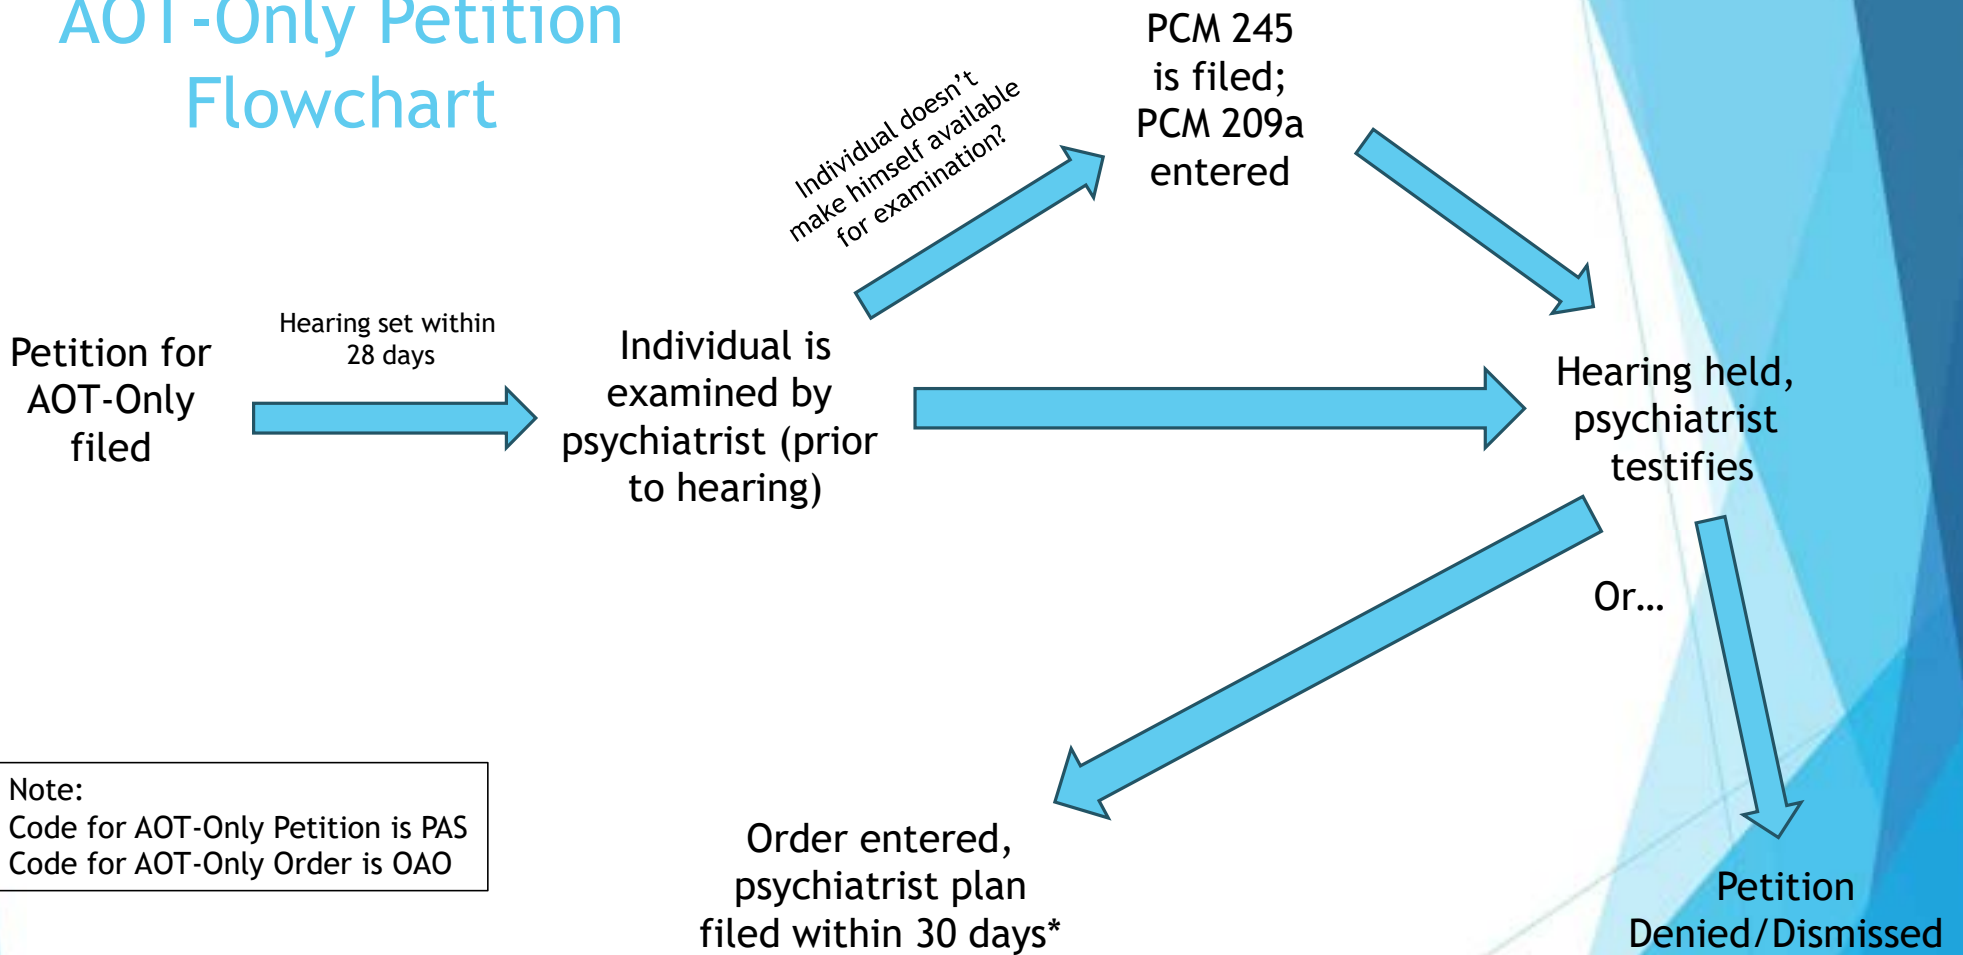 AOT-Only Petition
Flowchart
PCM 245
is filed;
PCM 209a
entered
Individual doesn't
make himself available
for examination?
Petition for
AOT-Only
filed
Hearing set within
28 days
Individual is
examined by
psychiatrist (prior
to hearing)
Hearing held,
psychiatrist
testifies
Or…
Note:
Code for AOT-Only Petition is PAS
Code for AOT-Only Order is OAO
Order entered,
psychiatrist plan
filed within 30 days*
Petition
Denied/Dismissed